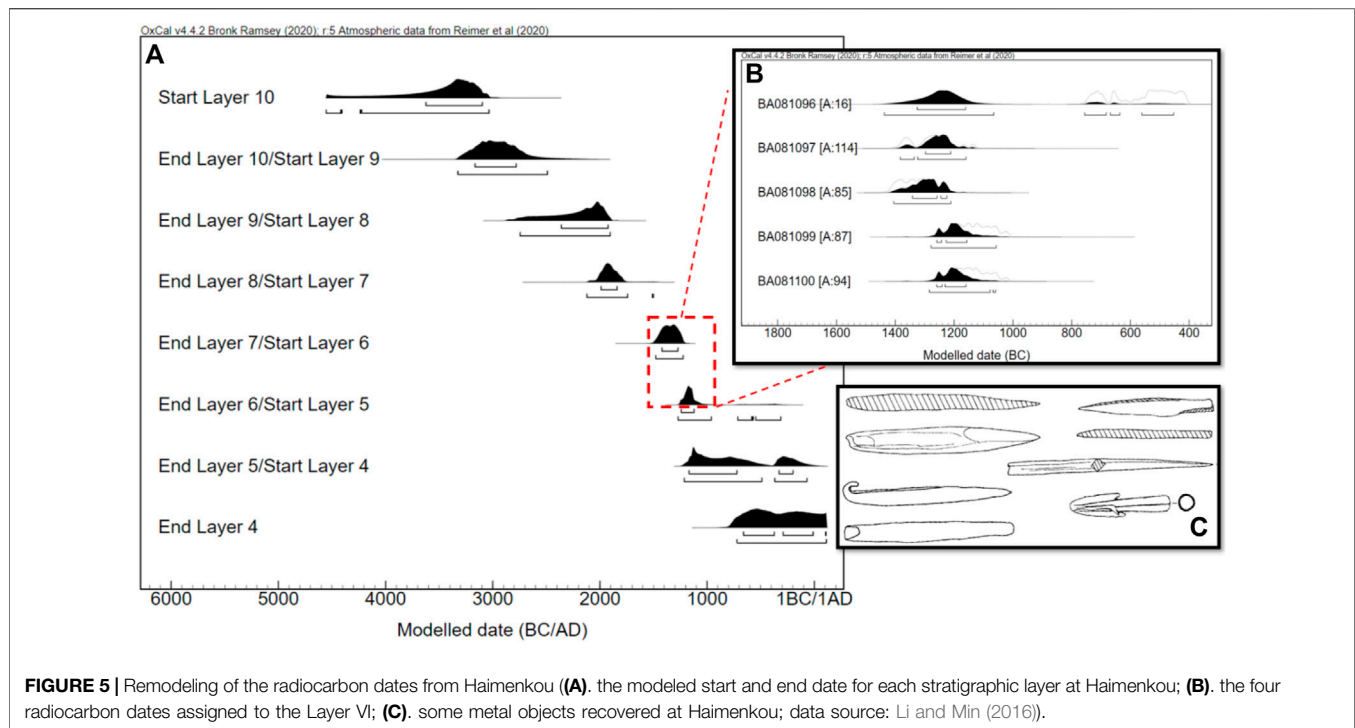 OxCal v4.4.2 Bronk Ramsey (2020); r:5 Atmospheric data from Reimer et al (2020)
A
Start Layer 10
End Layer 10/Start Layer 9
End Layer 9/Start Layer 8
End Layer 8/Start Layer 7
End Layer 7/Start Layer 6
End Layer 6/Start Layer 5
End Layer 5/Start Layer 4
End Layer 4
6000 5000 4000 3000 2000 1000 1BC/1AD
Modelled date (BC/AD)
OxCal v4.4.2 Bronk Ramsey (2020); r:5 Atmospheric data from Reimer et al (2020)
B
BA081096 [A:16]
BA081097 [A:114]
BA081098 [A:85]
BA081099 [A:87]
BA081100 [A:94]
1800 1600 1400 1200 1000 800 600 400
Modelled date (BC)
C
FIGURE 5 | Remodeling of the radiocarbon dates from Haimenkou ((A). the modeled start and end date for each stratigraphic layer at Haimenkou; (B). the four
radiocarbon dates assigned to the Layer VI; (C). some metal objects recovered at Haimenkou; data source: Li and Min (2016)).